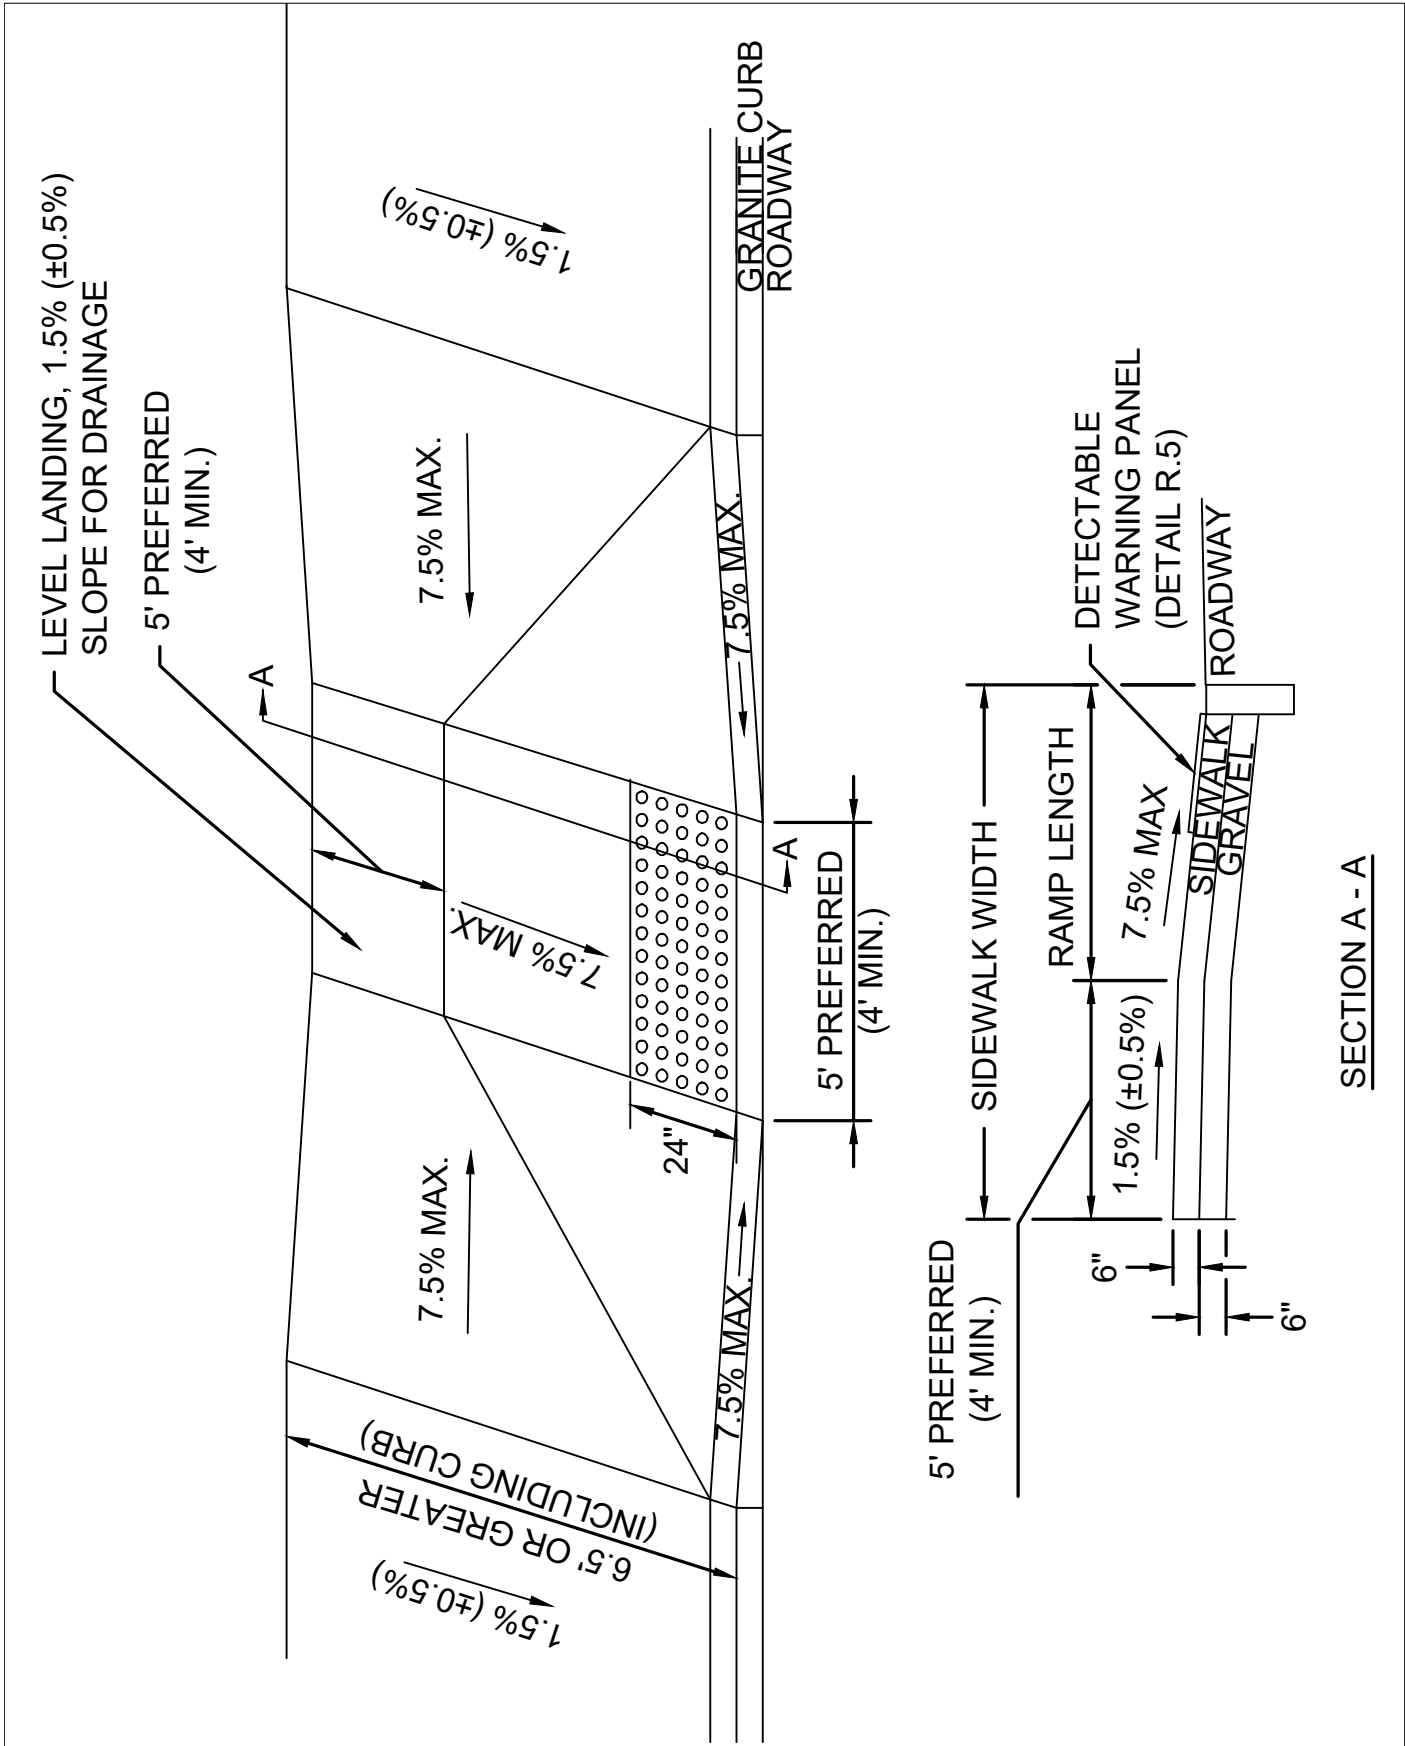 LEVEL LANDING, 1.5% (±0.5%)
SLOPE FOR DRAINAGE
5' PREFERRED
(4' MIN.)
A
1.5% (±0.5%)
6.5' OR GREATER
(INCLUDING CURB)
7.5% MAX.
7.5% MAX.
7.5% MAX.
1.5% (±0.5%)
24"
7.5% MAX.
7.5% MAX.
GRANITE CURB
ROADWAY
A
5' PREFERRED
(4' MIN.)
5' PREFERRED
(4' MIN.)
SIDEWALK WIDTH
RAMP LENGTH
DETECTABLE
WARNING PANEL
(DETAIL R.5)
6"
1.5% (±0.5%)
7.5% MAX
SIDEWALK
GRAVEL
ROADWAY
6"
SECTION A - A